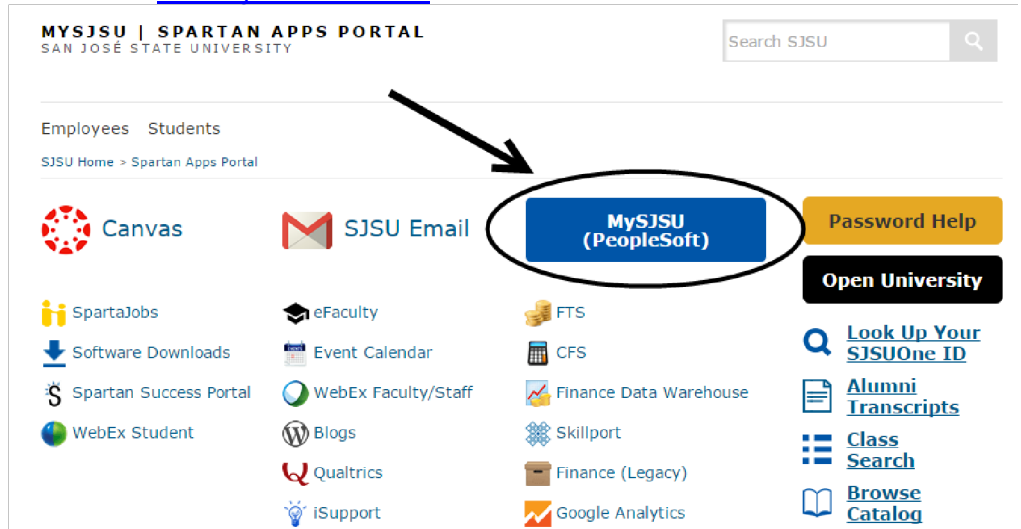 MYSJSU | SPARTAN APPS PORTAL
SAN JOSÉ STATE UNIVERSITY
Search SJSU
Employees Students
SJSU Home > Spartan Apps Portal
Canvas
SJSU Email
MySJSU
(PeopleSoft)
Password Help
Open University
SpartaJobs
eFaculty
FTS
Software Downloads
Event Calendar
CFS
Spartan Success Portal
WebEx Faculty/Staff
Finance Data Warehouse
WebEx Student
Blogs
Skillport
Qualtrics
Finance (Legacy)
iSupport
Google Analytics
Look Up Your
SJSUOne ID
Alumni
Transcripts
Class
Search
Browse
Catalog